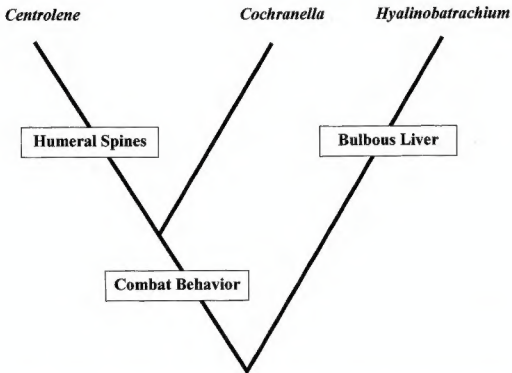 Centrolene Cochranella Hyalinobatrachium
Humeral Spines
Bulbous Liver
Combat Behavior